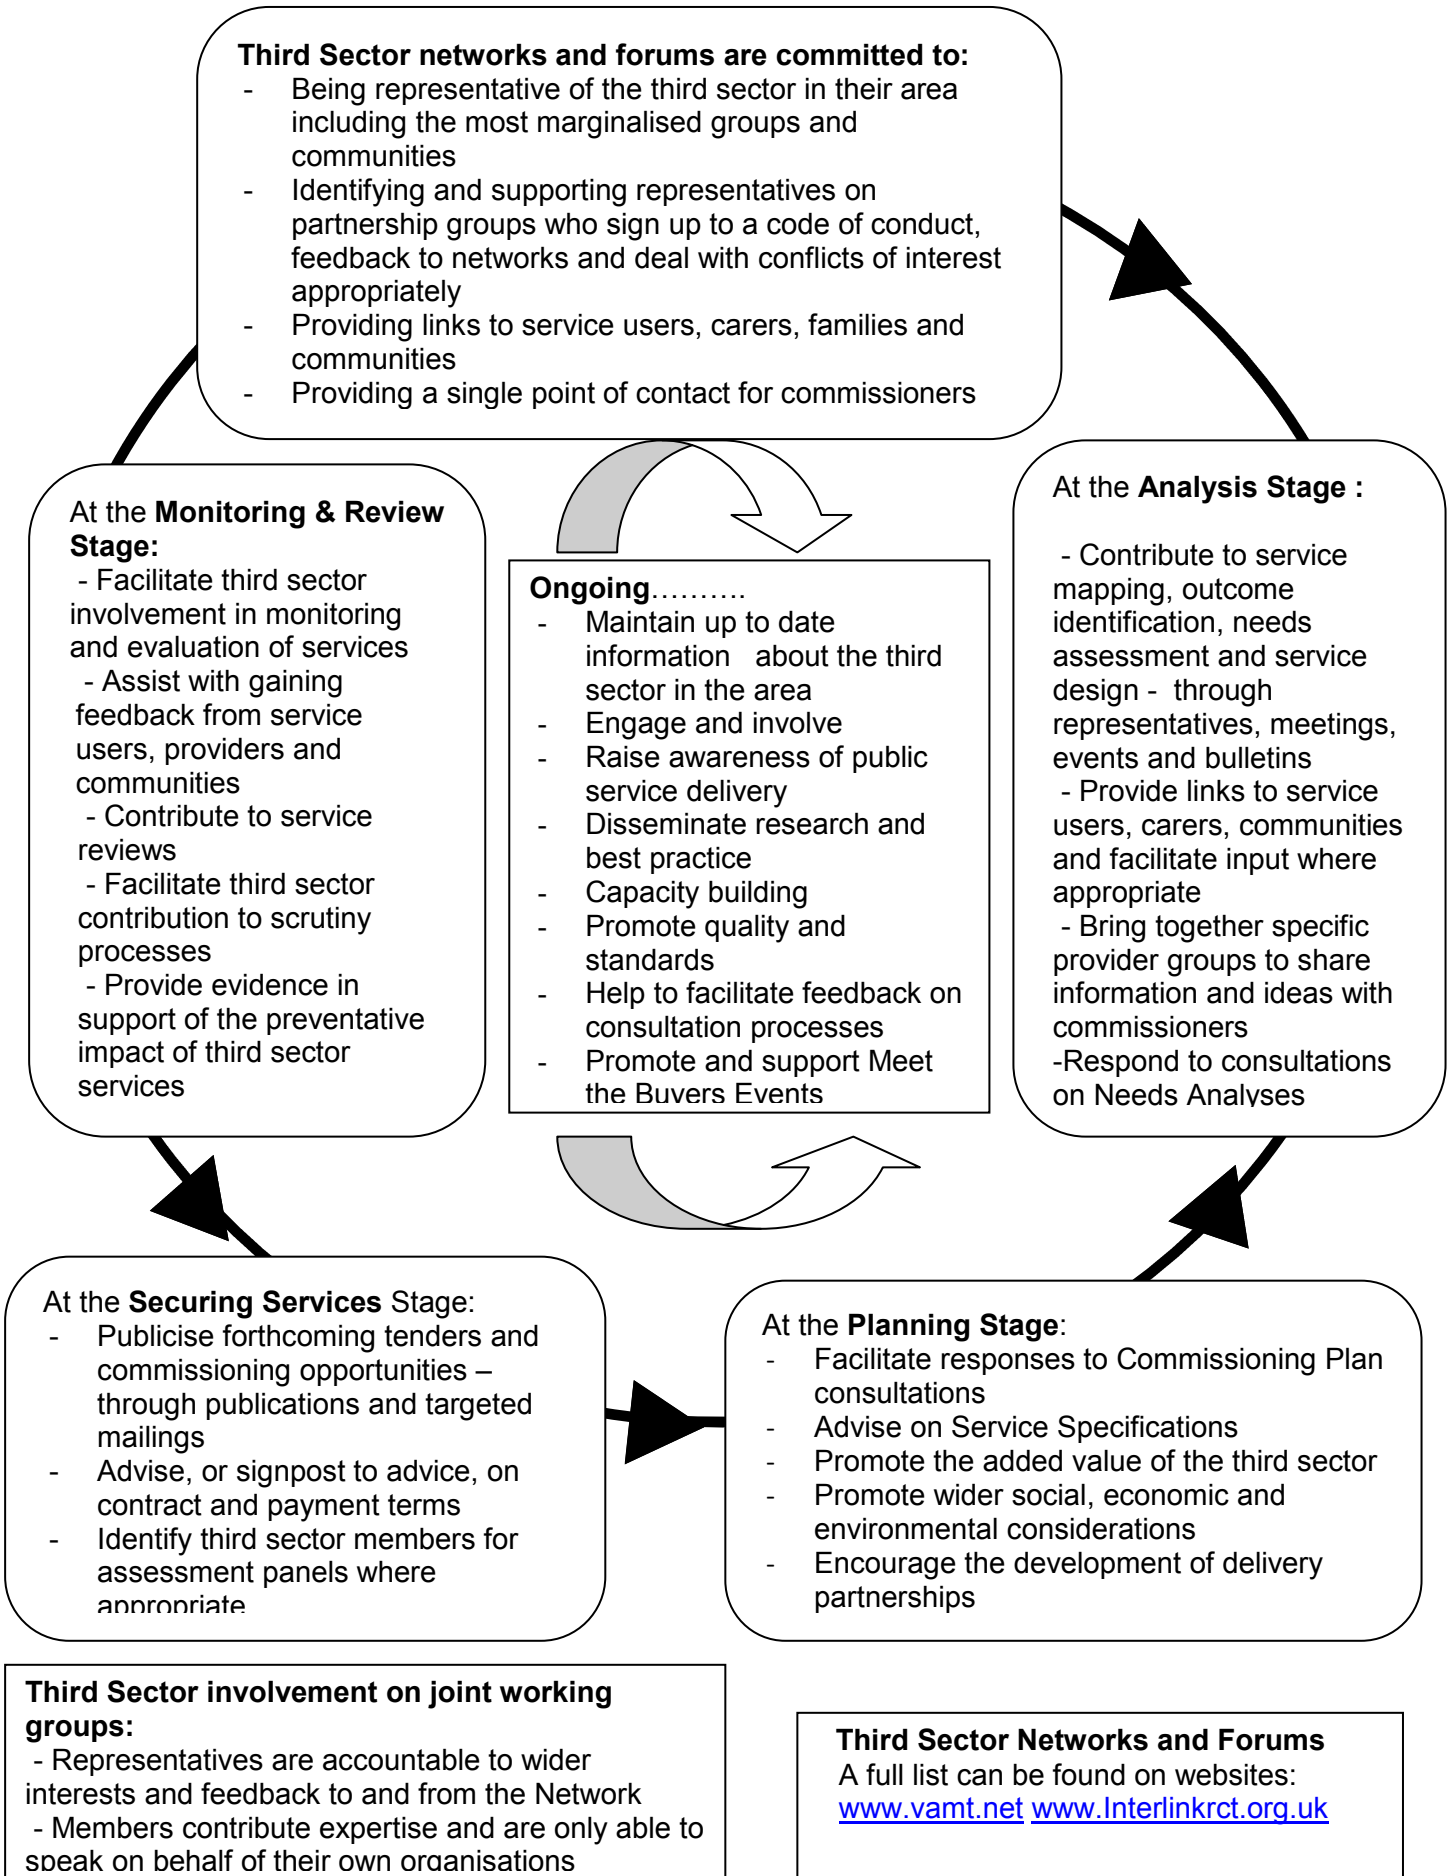 Third Sector networks and forums are committed to:
- Being representative of the third sector in their area
including the most marginalised groups and
communities
- Identifying and supporting representatives on
partnership groups who sign up to a code of conduct,
feedback to networks and deal with conflicts of interest
appropriately
- Providing links to service users, carers, families and
communities
- Providing a single point of contact for commissioners
At the Monitoring & Review
Stage:
- Facilitate third sector
involvement in monitoring
and evaluation of services
- Assist with gaining
feedback from service
users, providers and
communities
- Contribute to service
reviews
- Facilitate third sector
contribution to scrutiny
processes
- Provide evidence in
support of the preventative
impact of third sector
services
Ongoing……….
- Maintain up to date
information about the third
sector in the area
- Engage and involve
- Raise awareness of public
service delivery
- Disseminate research and
best practice
- Capacity building
- Promote quality and
standards
- Help to facilitate feedback on
consultation processes
- Promote and support Meet
the Buyers Events
At the Analysis Stage :
- Contribute to service
mapping, outcome
identification, needs
assessment and service
design - through
representatives, meetings,
events and bulletins
- Provide links to service
users, carers, communities
and facilitate input where
appropriate
- Bring together specific
provider groups to share
information and ideas with
commissioners
-Respond to consultations
on Needs Analyses
At the Securing Services Stage:
- Publicise forthcoming tenders and
commissioning opportunities –
through publications and targeted
mailings
- Advise, or signpost to advice, on
contract and payment terms
- Identify third sector members for
assessment panels where
appropriate
At the Planning Stage:
- Facilitate responses to Commissioning Plan
consultations
- Advise on Service Specifications
- Promote the added value of the third sector
- Promote wider social, economic and
environmental considerations
- Encourage the development of delivery
partnerships
Third Sector involvement on joint working
groups:
- Representatives are accountable to wider
interests and feedback to and from the Network
- Members contribute expertise and are only able to
speak on behalf of their own organisations
Third Sector Networks and Forums
A full list can be found on websites:
www.vamt.net www.Interlinkrct.org.uk